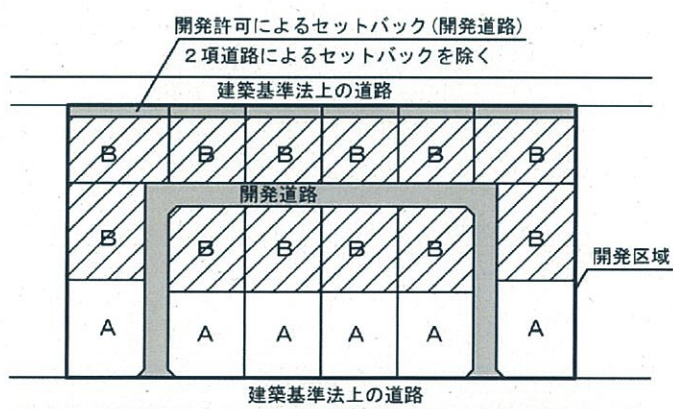 開発許可によるセットバック(開発道路)
2項道路によるセットバックを除く
建築基準法上の道路
B B B B B B
開発道路
B B B B B B
開発区域
A A A A A A
建築基準法上の道路